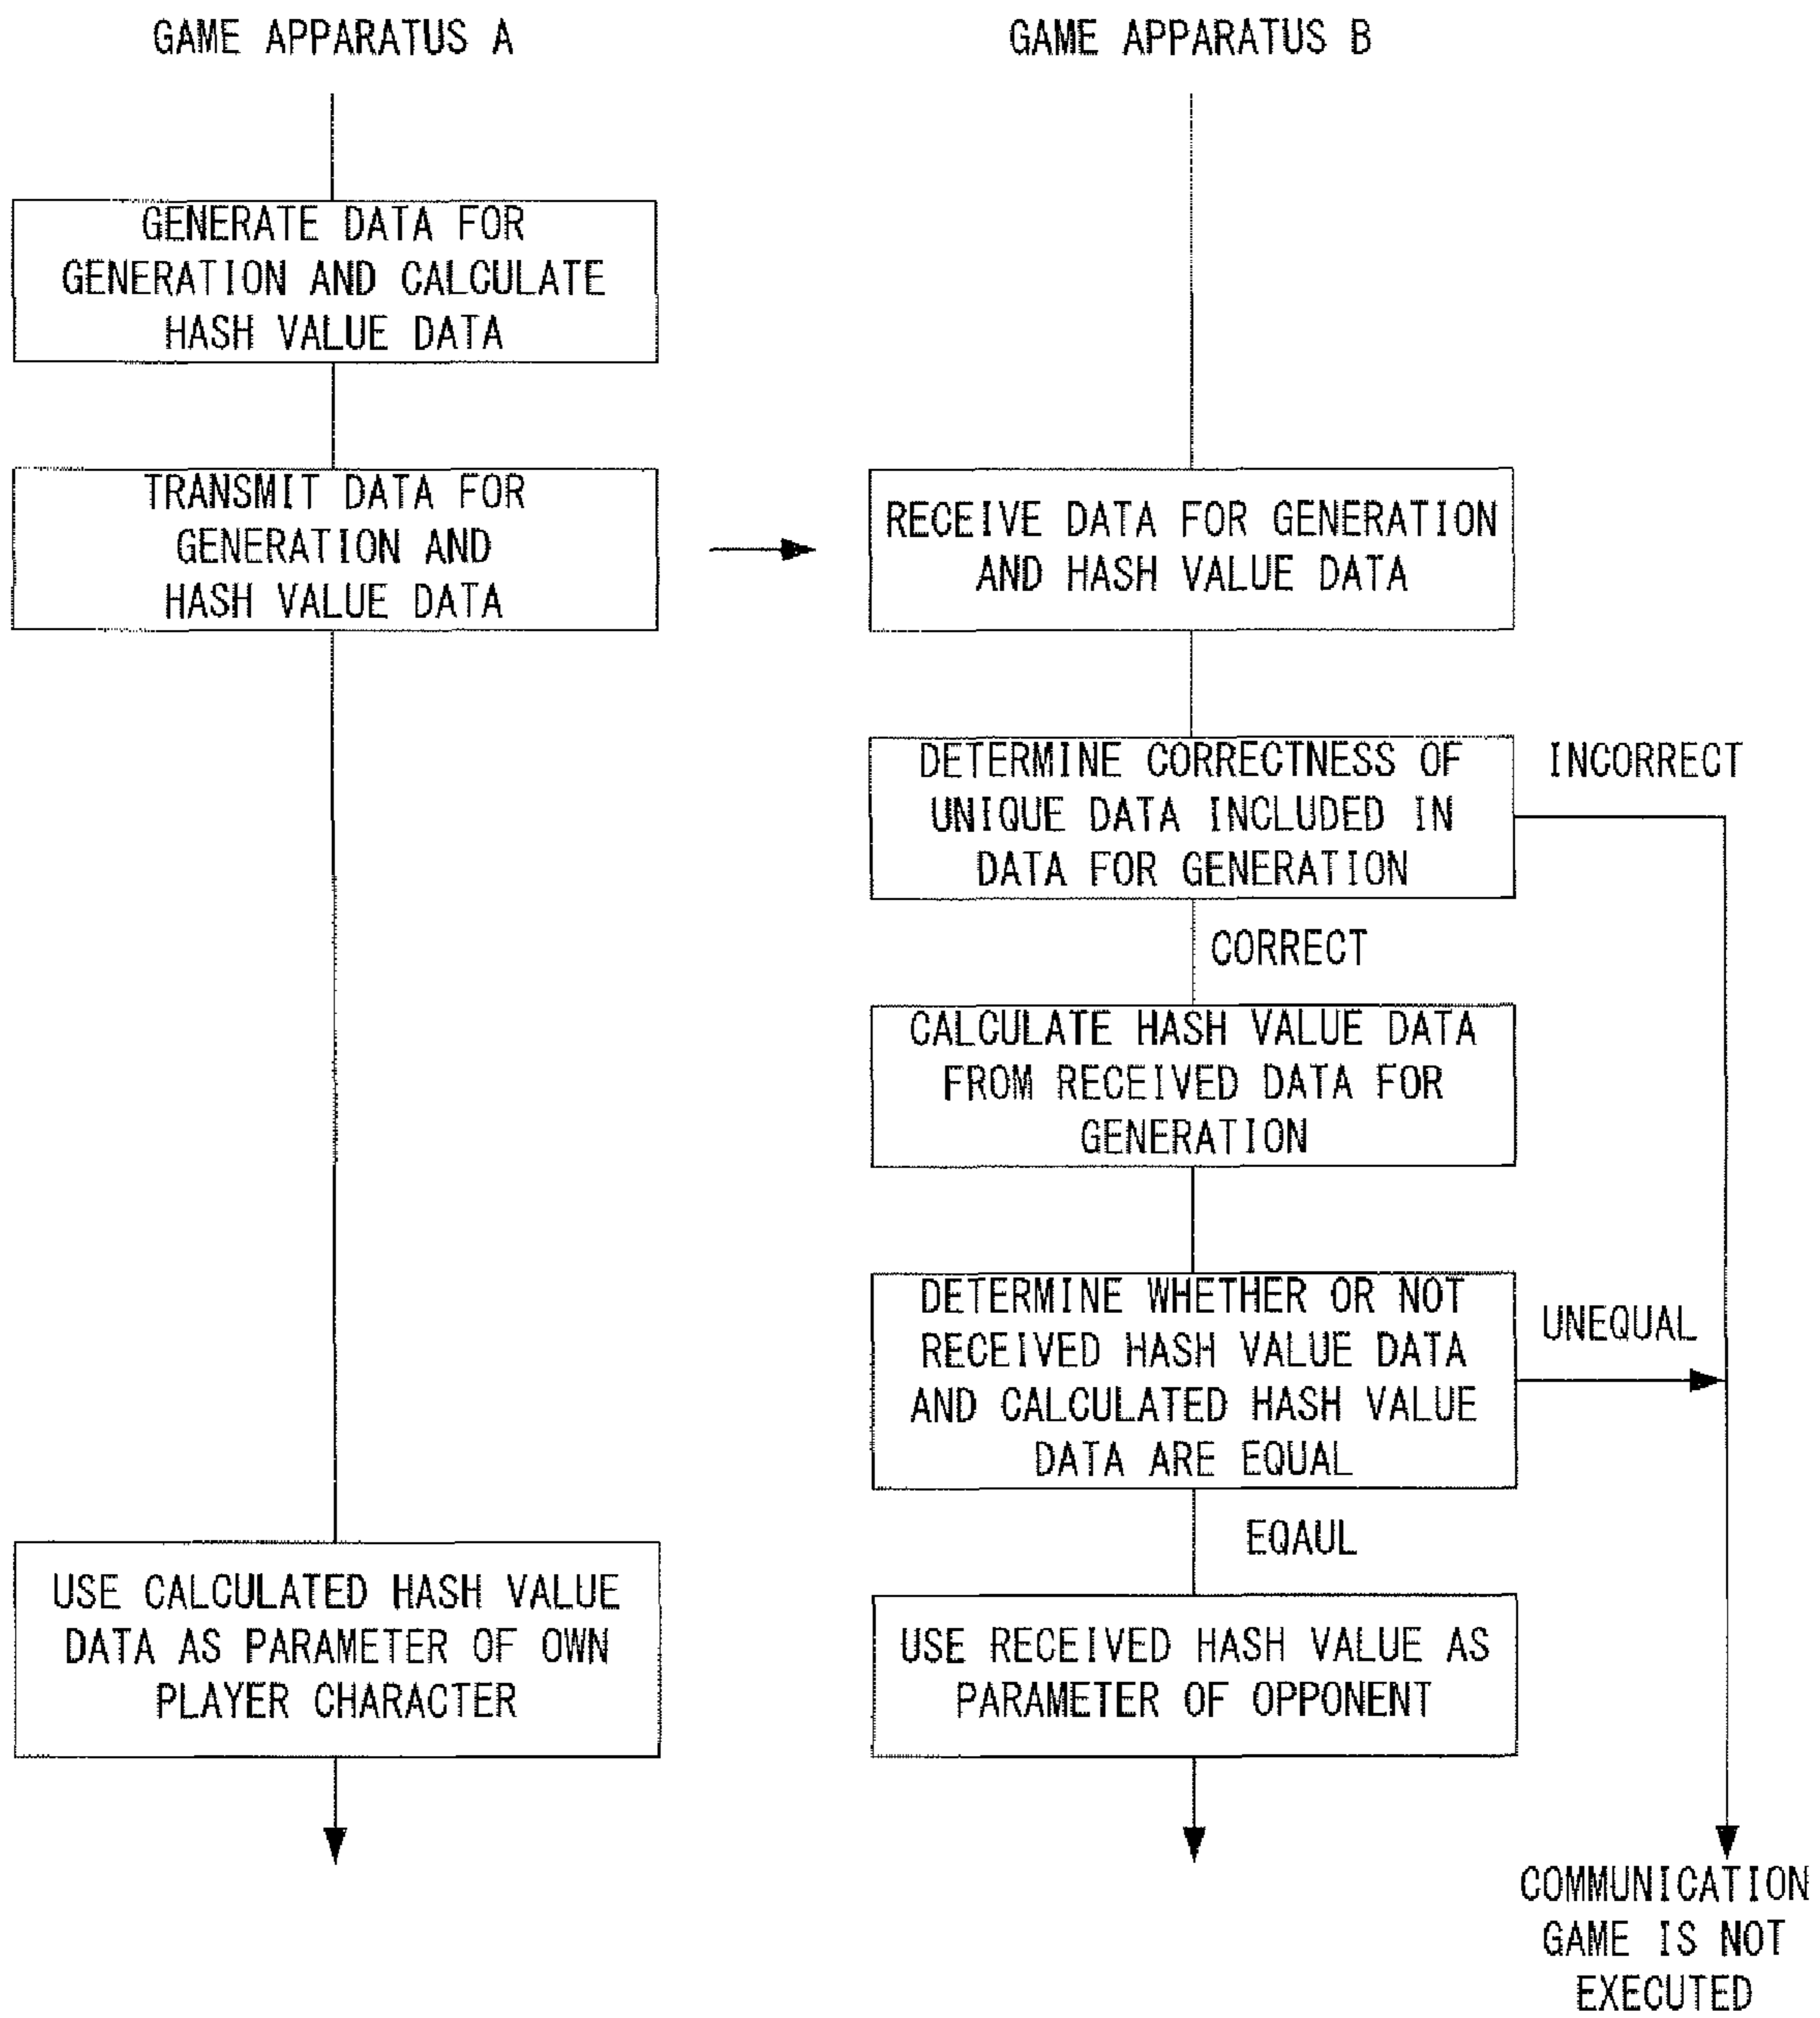 GAME APPARATUS A
GAME APPARATUS B
GENERATE DATA FOR
GENERATION AND CALCULATE
HASH VALUE DATA
TRANSMIT DATA FOR
GENERATION AND
HASH VALUE DATA
RECEIVE DATA FOR GENERATION
AND HASH VALUE DATA
DETERMINE CORRECTNESS OF
UNIQUE DATA INCLUDED IN
DATA FOR GENERATION
INCORRECT
CORRECT
CALCULATE HASH VALUE DATA
FROM RECEIVED DATA FOR
GENERATION
DETERMINE WHETHER OR NOT
RECEIVED HASH VALUE DATA
AND CALCULATED HASH VALUE
DATA ARE EQUAL
UNEQUAL
EQAUL
USE CALCULATED HASH VALUE
DATA AS PARAMETER OF OWN
PLAYER CHARACTER
USE RECEIVED HASH VALUE AS
PARAMETER OF OPPONENT
COMMUNICATION
GAME IS NOT
EXECUTED